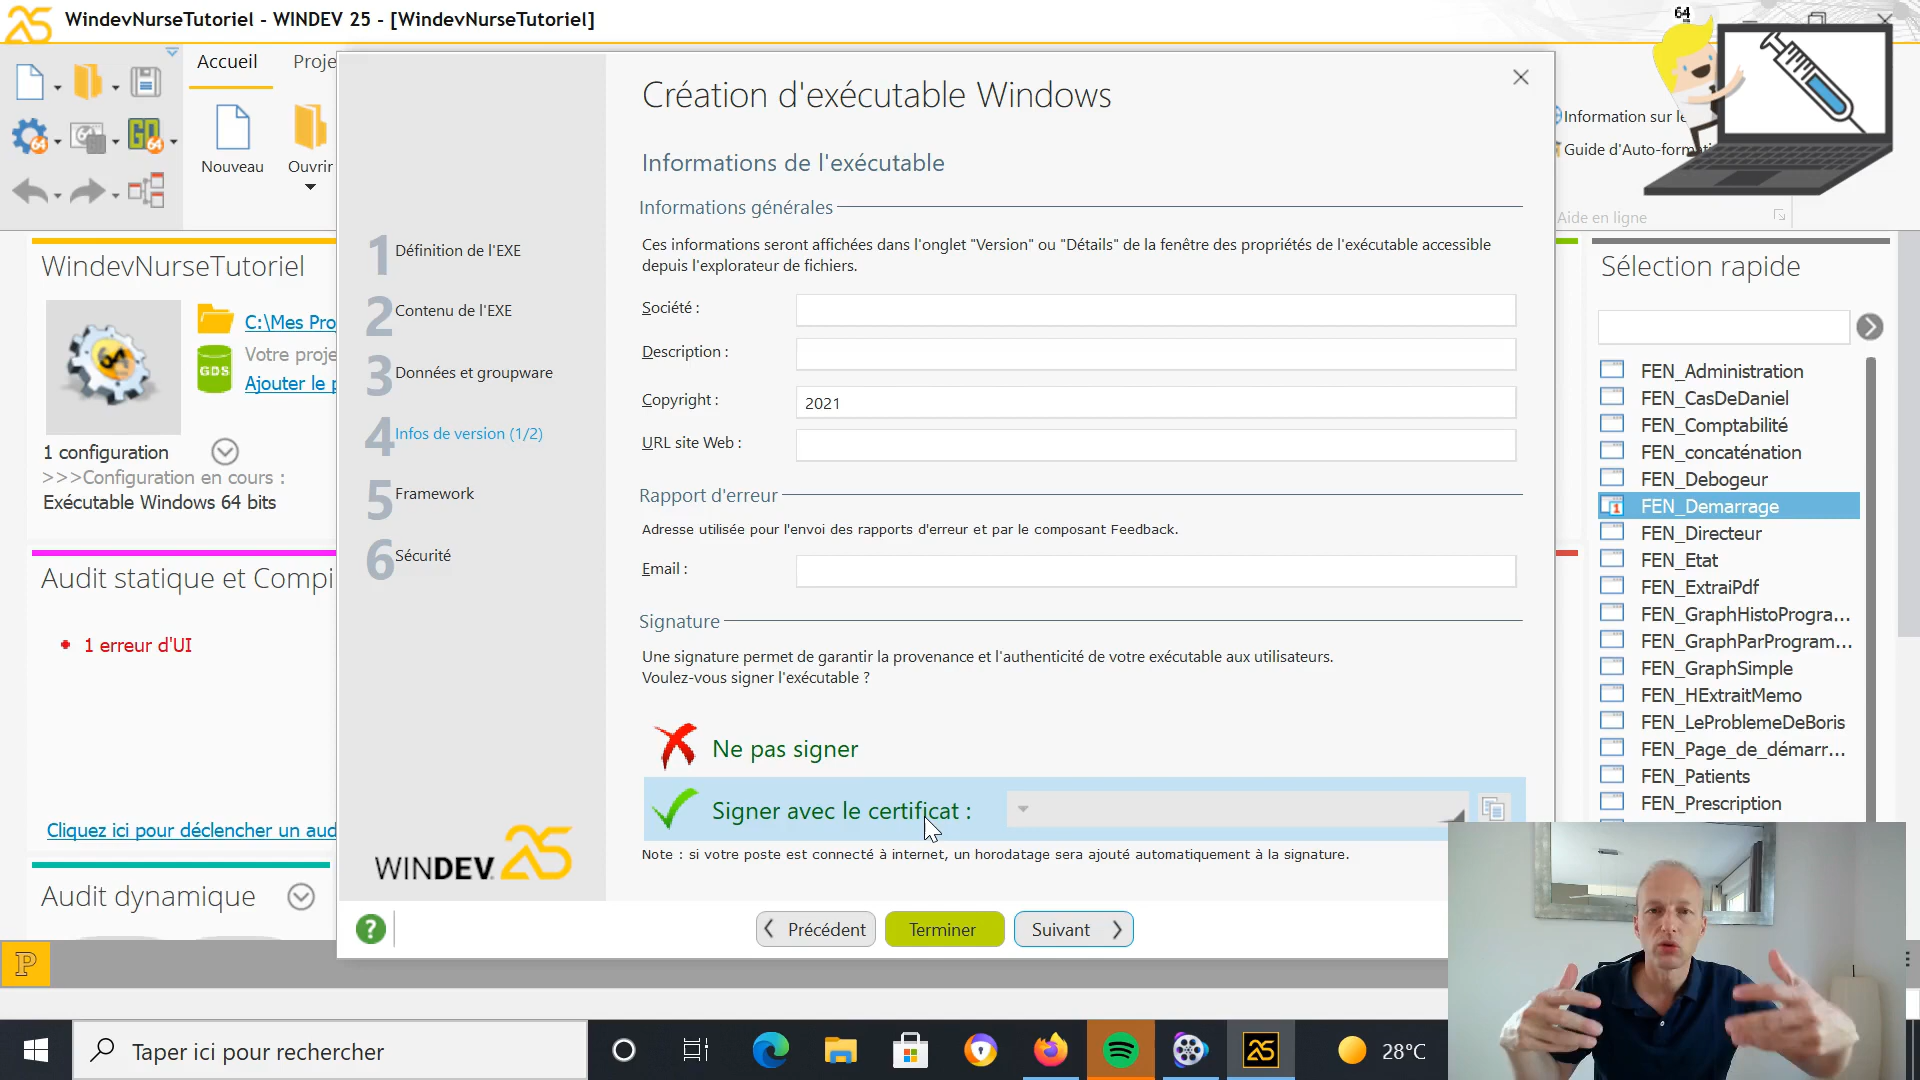 WindevNurseTutoriel - WINDEV 25 - [WindevNurseTutoriel]
64
Accueil
Proje
Nouveau
Ouvrir
Information sur le
Guide d'Auto-formati
Aide en ligne
WindevNurseTutoriel
C:\Mes Pro
Votre proje
Ajouter le p
GDS
1 configuration
>>>Configuration en cours :
Exécutable Windows 64 bits
Audit statique et Compi
1 erreur d'UI
Cliquez ici pour déclencher un aud
Audit dynamique
Création d'exécutable Windows
1 Définition de l'EXE
2 Contenu de l'EXE
3 Données et groupware
4 Infos de version (1/2)
5 Framework
6 Sécurité
WINDEV 25
Informations de l'exécutable
Informations générales
Ces informations seront affichées dans l'onglet "Version" ou "Détails" de la fenêtre des propriétés de l'exécutable accessible
depuis l'explorateur de fichiers.
Société :
Description :
Copyright :
2021
URL site Web :
Rapport d'erreur
Adresse utilisée pour l'envoi des rapports d'erreur et par le composant Feedback.
Email :
Signature
Une signature permet de garantir la provenance et l'authenticité de votre exécutable aux utilisateurs.
Voulez-vous signer l'exécutable ?
Ne pas signer
Signer avec le certificat :
Note : si votre poste est connecté à internet, un horodatage sera ajouté automatiquement à la signature.
Précédent
Terminer
Suivant
Sélection rapide
FEN_Administration
FEN_CasDeDaniel
FEN_Comptabilité
FEN_concaténation
FEN_Debogeur
FEN_Demarrage
FEN_Directeur
FEN_Etat
FEN_ExtraiPdf
FEN_GraphHistoProgra...
FEN_GraphParProgram...
FEN_GraphSimple
FEN_HExtraitMemo
FEN_LeProblemeDeBoris
FEN_Page_de_démarr...
FEN_Patients
FEN_Prescription
P
Taper ici pour rechercher
25
28°C